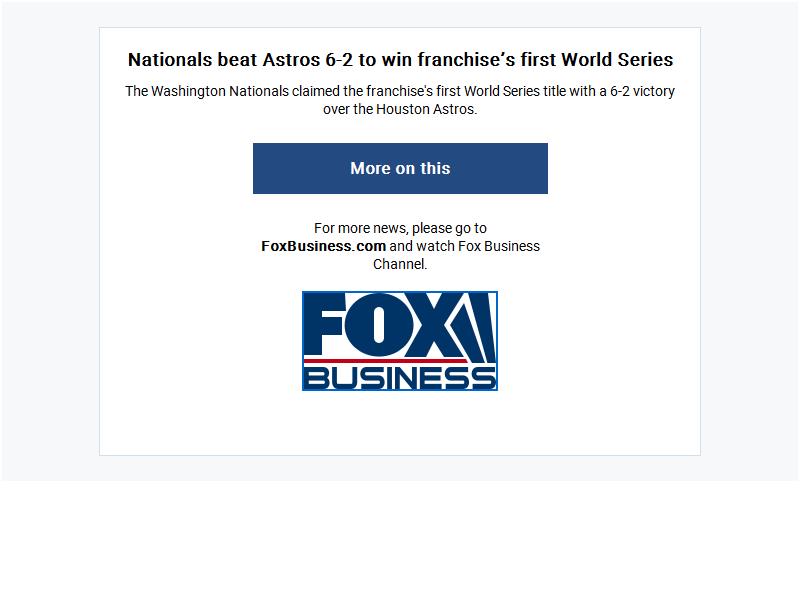 Nationals beat Astros 6-2 to win franchise’s first World Series
The Washington Nationals claimed the franchise's first World Series title with a 6-2 victory
over the Houston Astros.
More on this
For more news, please go to
FoxBusiness.com and watch Fox Business
Channel.
FOX
BUSINESS